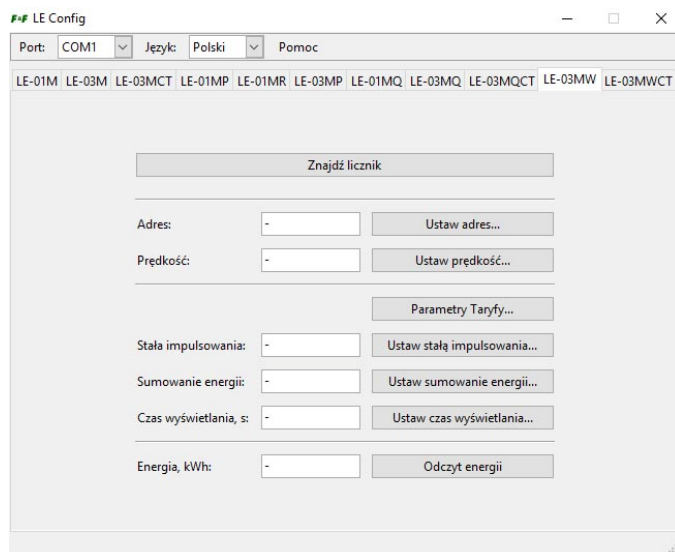 F&F LE Config
Port: COM1 Język: Polski Pomoc
LE-01M LE-03M LE-03MCT LE-01MP LE-01MR LE-03MP LE-01MQ LE-03MQ LE-03MQCT LE-03MW LE-03MWCT
Znajdź licznik
Adres: - Ustaw adres...
Prędkość: - Ustaw prędkość...
Parametry Taryfy...
Stała impulsowania: - Ustaw stałą impulsowania...
Sumowanie energii: - Ustaw sumowanie energii...
Czas wyświetlania, s: - Ustaw czas wyświetlania...
Energia, kWh: - Odczyt energii